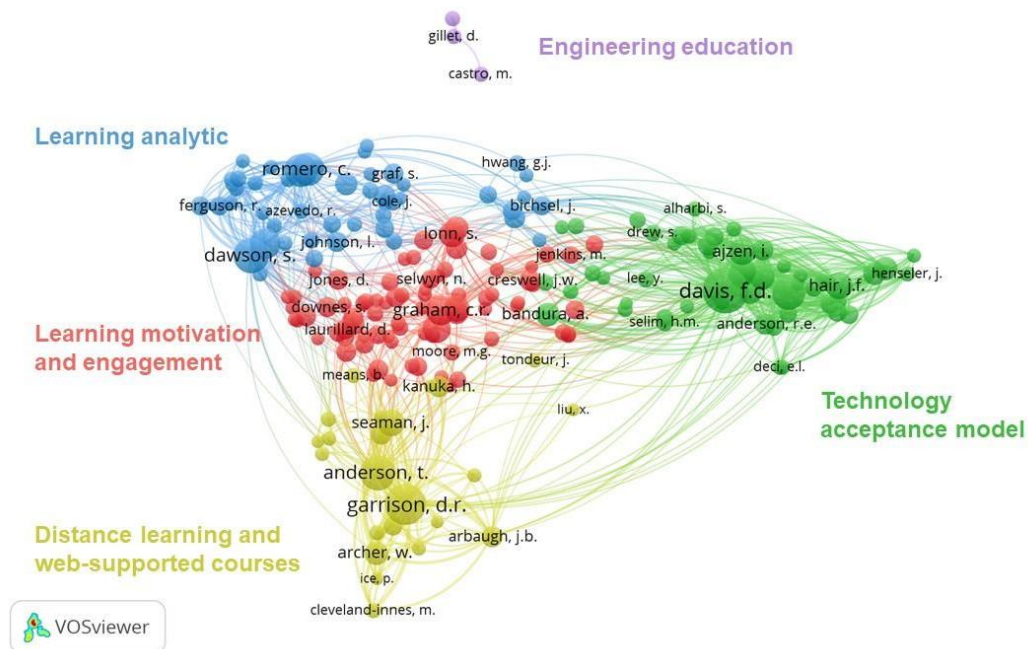 gillet, d.
Engineering education
castro, m.
Learning analytic
hwang, g.j.
romero, c.
graf, s.
ferguson, r.
azevedo, r.
cole, j.
bichsel, j.
alharbi, s.
drew, s.
lonn, s.
johnson, l.
dawson, s.
jenkins, m.
ajzen, i.
henseler, j.
jones, d.
selwyn, n.
creswell, j.w.
lee, y.
davis, f.d.
hair, j.f.
downes, s.
graham, c.r.
bandura, a.
selim, h.m.
anderson, r.e.
laurillard, d.
Learning motivation
and engagement
moore, m.g.
tondeur, j.
deci, e.l.
means, b.
kanuka, h.
liu, x.
Technology
acceptance model
seaman, j.
anderson, t.
garrison, d.r.
Distance learning and
web-supported courses
arbaugh, j.b.
archer, w.
ice, p.
cleveland-innes, m.
VOSviewer